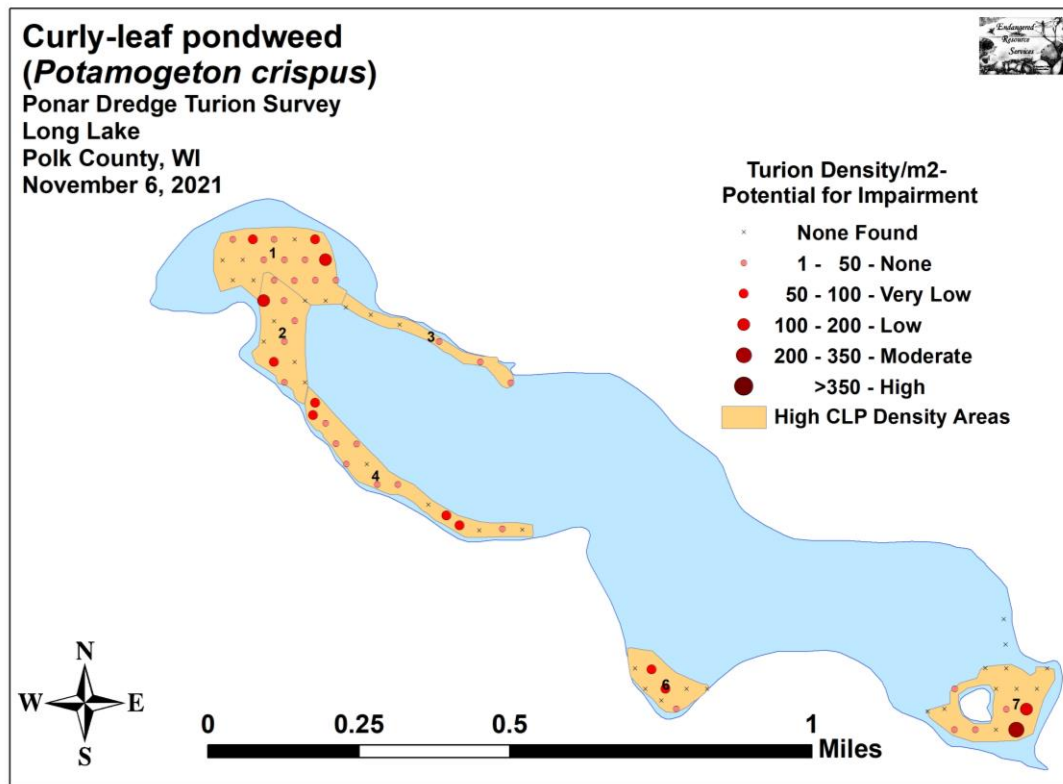 Curly-leaf pondweed
(Potamogeton crispus)
Ponar Dredge Turion Survey
Long Lake
Polk County, WI
November 6, 2021
Endangered
Resource
Services
Turion Density/m2-
Potential for Impairment
None Found
1 - 50 - None
50 - 100 - Very Low
100 - 200 - Low
200 - 350 - Moderate
>350 - High
High CLP Density Areas
1
2
3
4
6
7
N
W E
S
0 0.25 0.5 1
Miles